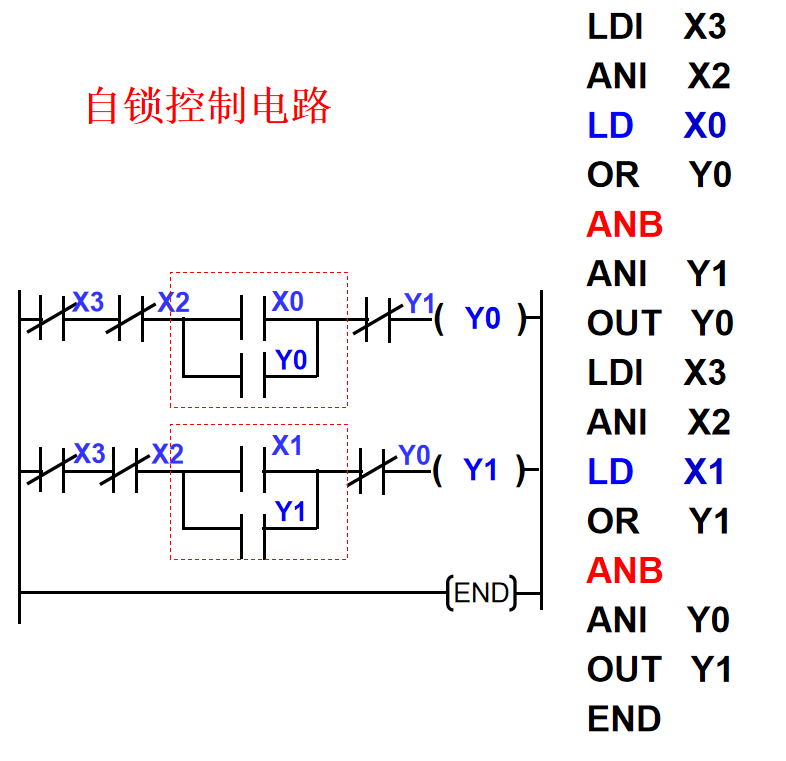 自锁控制电路
X3 X2 X0 Y1 Y0
Y0
X3 X2 X1 Y0 Y1
Y1
END
LDI X3
ANI X2
LD X0
OR Y0
ANB
ANI Y1
OUT Y0
LDI X3
ANI X2
LD X1
OR Y1
ANB
ANI Y0
OUT Y1
END